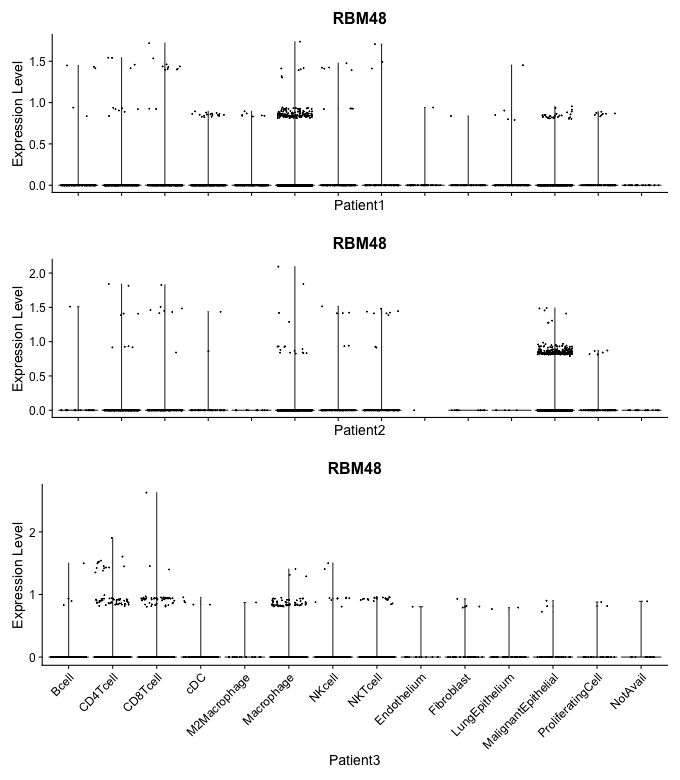 RBM48
Expression Level
1.5
1.0
0.5
0.0
Patient1
RBM48
Expression Level
2.0
1.5
1.0
0.5
0.0
Patient2
RBM48
Expression Level
2
1
0
Bcell
CD4Tcell
CD8Tcell
cDC
M2Macrophage
Macrophage
NKcell
NKTcell
Endothelium
Fibroblast
LungEpithelium
MalignantEpithelial
ProliferatingCell
NotAvail
Patient3